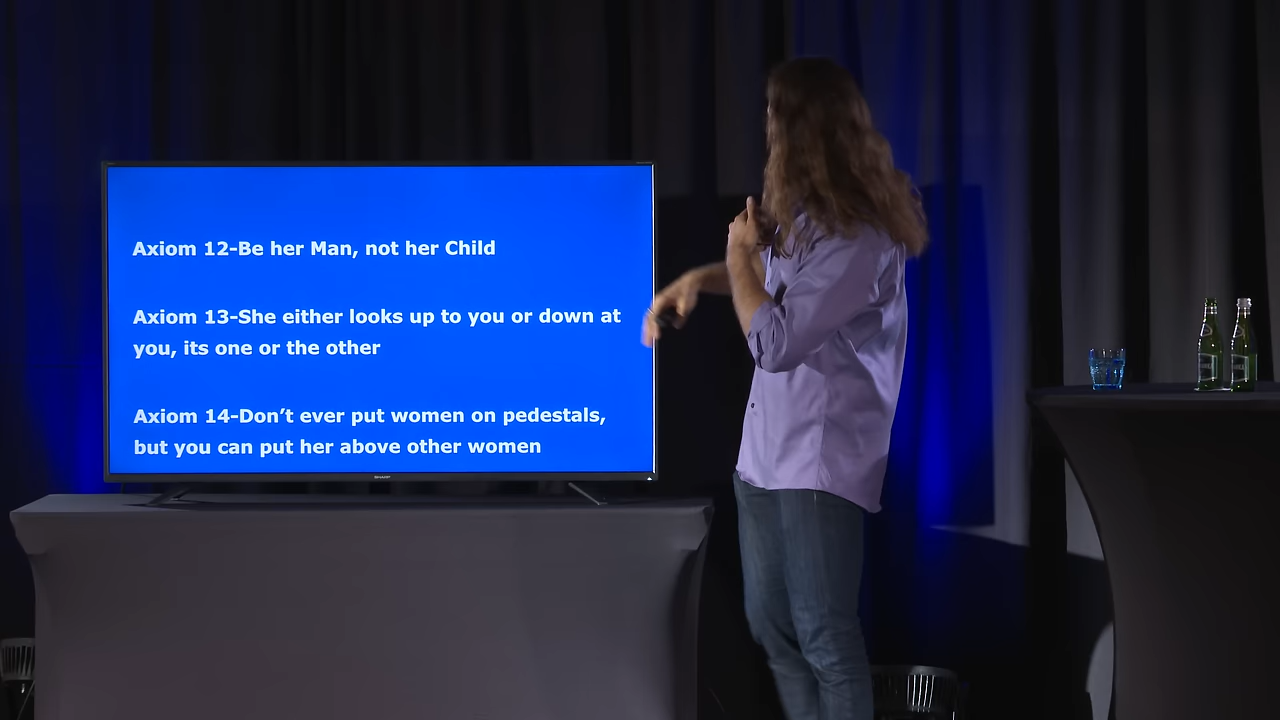 Axiom 12-Be her Man, not her Child
Axiom 13-She either looks up to you or down at
you, its one or the other
Axiom 14-Don’t ever put women on pedestals,
but you can put her above other women
SHARP